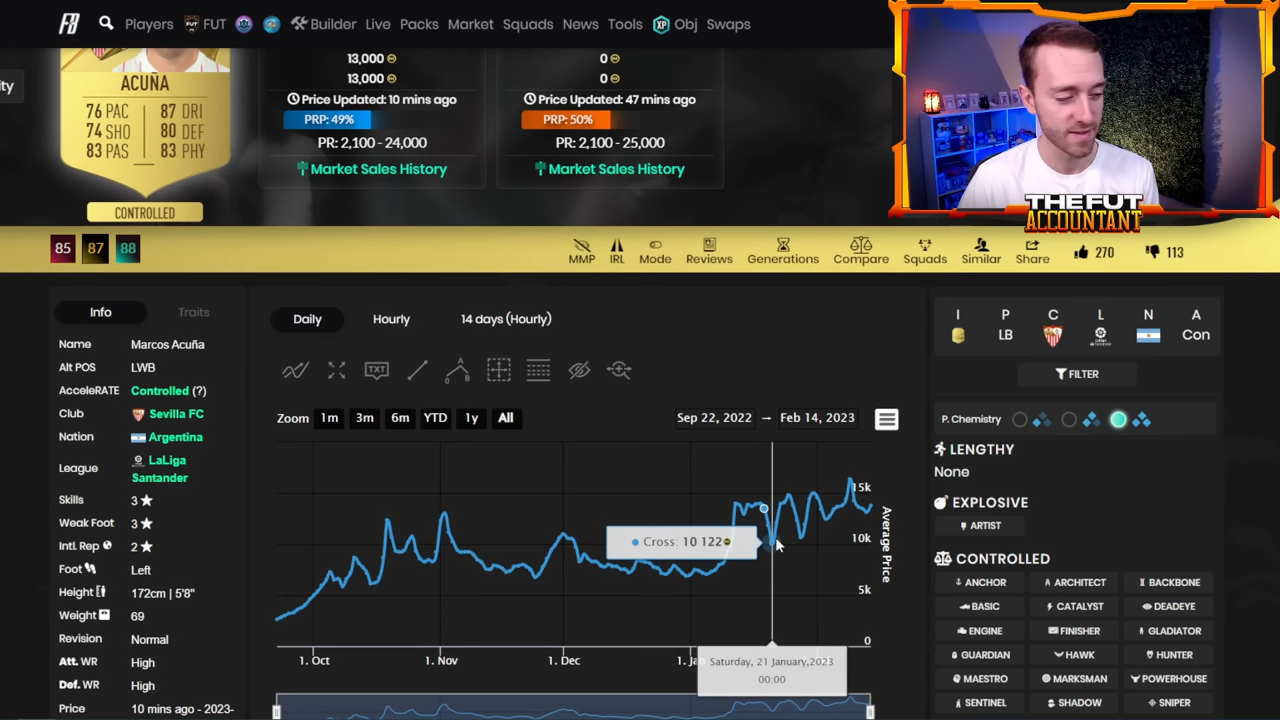 FB Players FUT Builder Live Packs Market Squads News Tools XP Obj Swaps
ity
ACUÑA
76 PAC 87 DRI
74 SHO 80 DEF
83 PAS 83 PHY
CONTROLLED
13,000
13,000
Price Updated: 10 mins ago
PRP: 49%
PR: 2,100 - 24,000
Market Sales History
0
0
Price Updated: 47 mins ago
PRP: 50%
PR: 2,100 - 25,000
Market Sales History
THE FUT
ACCOUNTANT
85 87 88
MMP IRL Mode Reviews Generations Compare Squads Similar Share 270 113
Info Traits
Name Marcos Acuña
Alt POS LWB
AcceleRATE Controlled (?)
Club Sevilla FC
Nation Argentina
League LaLiga
Santander
Skills 3
Weak Foot 3
Intl. Rep 2
Foot Left
Height 172cm | 5'8"
Weight 69
Revision Normal
Att. WR High
Def. WR High
Price 10 mins ago - 2023-
Daily Hourly 14 days (Hourly)
TXT
A
0 B
Zoom 1m 3m 6m YTD 1y All Sep 22, 2022 → Feb 14, 2023
15k
10k
5k
0
Average Price
Cross: 10 122
1. Oct 1. Nov 1. Dec 1. Ja
Saturday, 21 January,2023
00:00
I P C L N A
LB Con
FILTER
P. Chemistry
LENGTHY
None
EXPLOSIVE
ARTIST
CONTROLLED
ANCHOR ARCHITECT BACKBONE
BASIC CATALYST DEADEYE
ENGINE FINISHER GLADIATOR
GUARDIAN HAWK HUNTER
MAESTRO MARKSMAN POWERHOUSE
SENTINEL SHADOW SNIPER